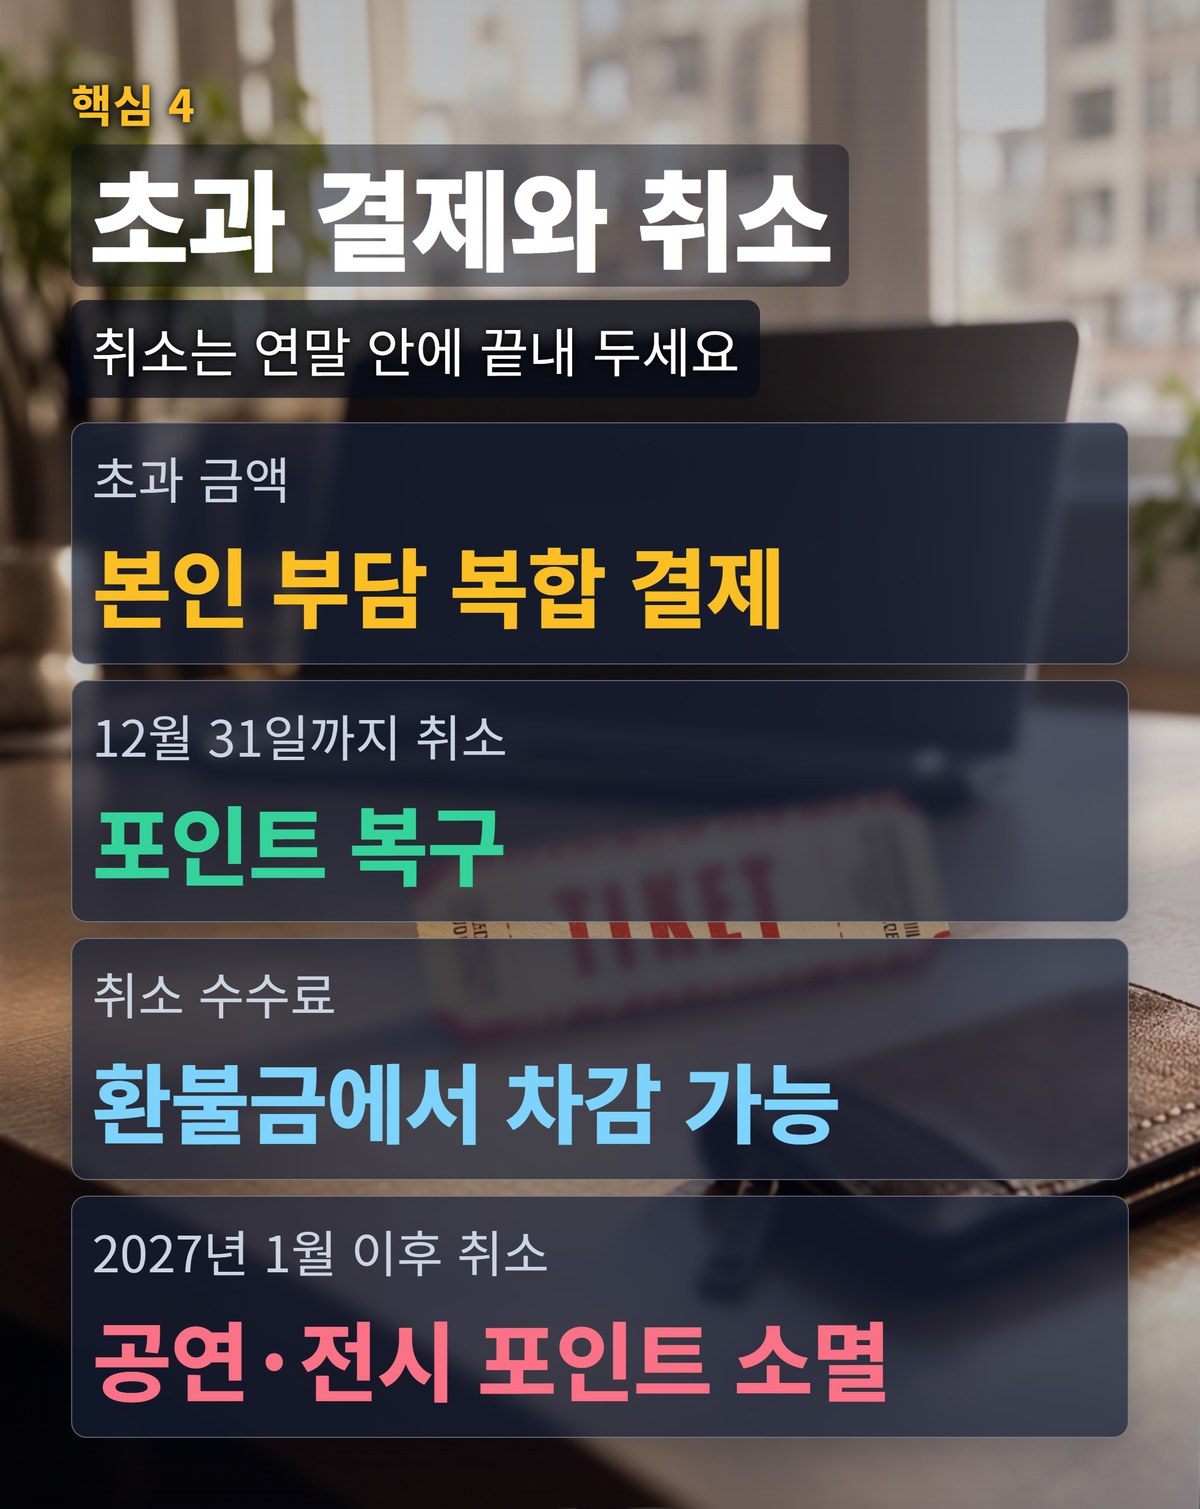 핵심 4
초과 결제와 취소
취소는 연말 안에 끝내 두세요
초과 금액
본인 부담 복합 결제
12월 31일까지 취소
포인트 복구
TIKET
취소 수수료
환불금에서 차감 가능
2027년 1월 이후 취소
공연·전시 포인트 소멸